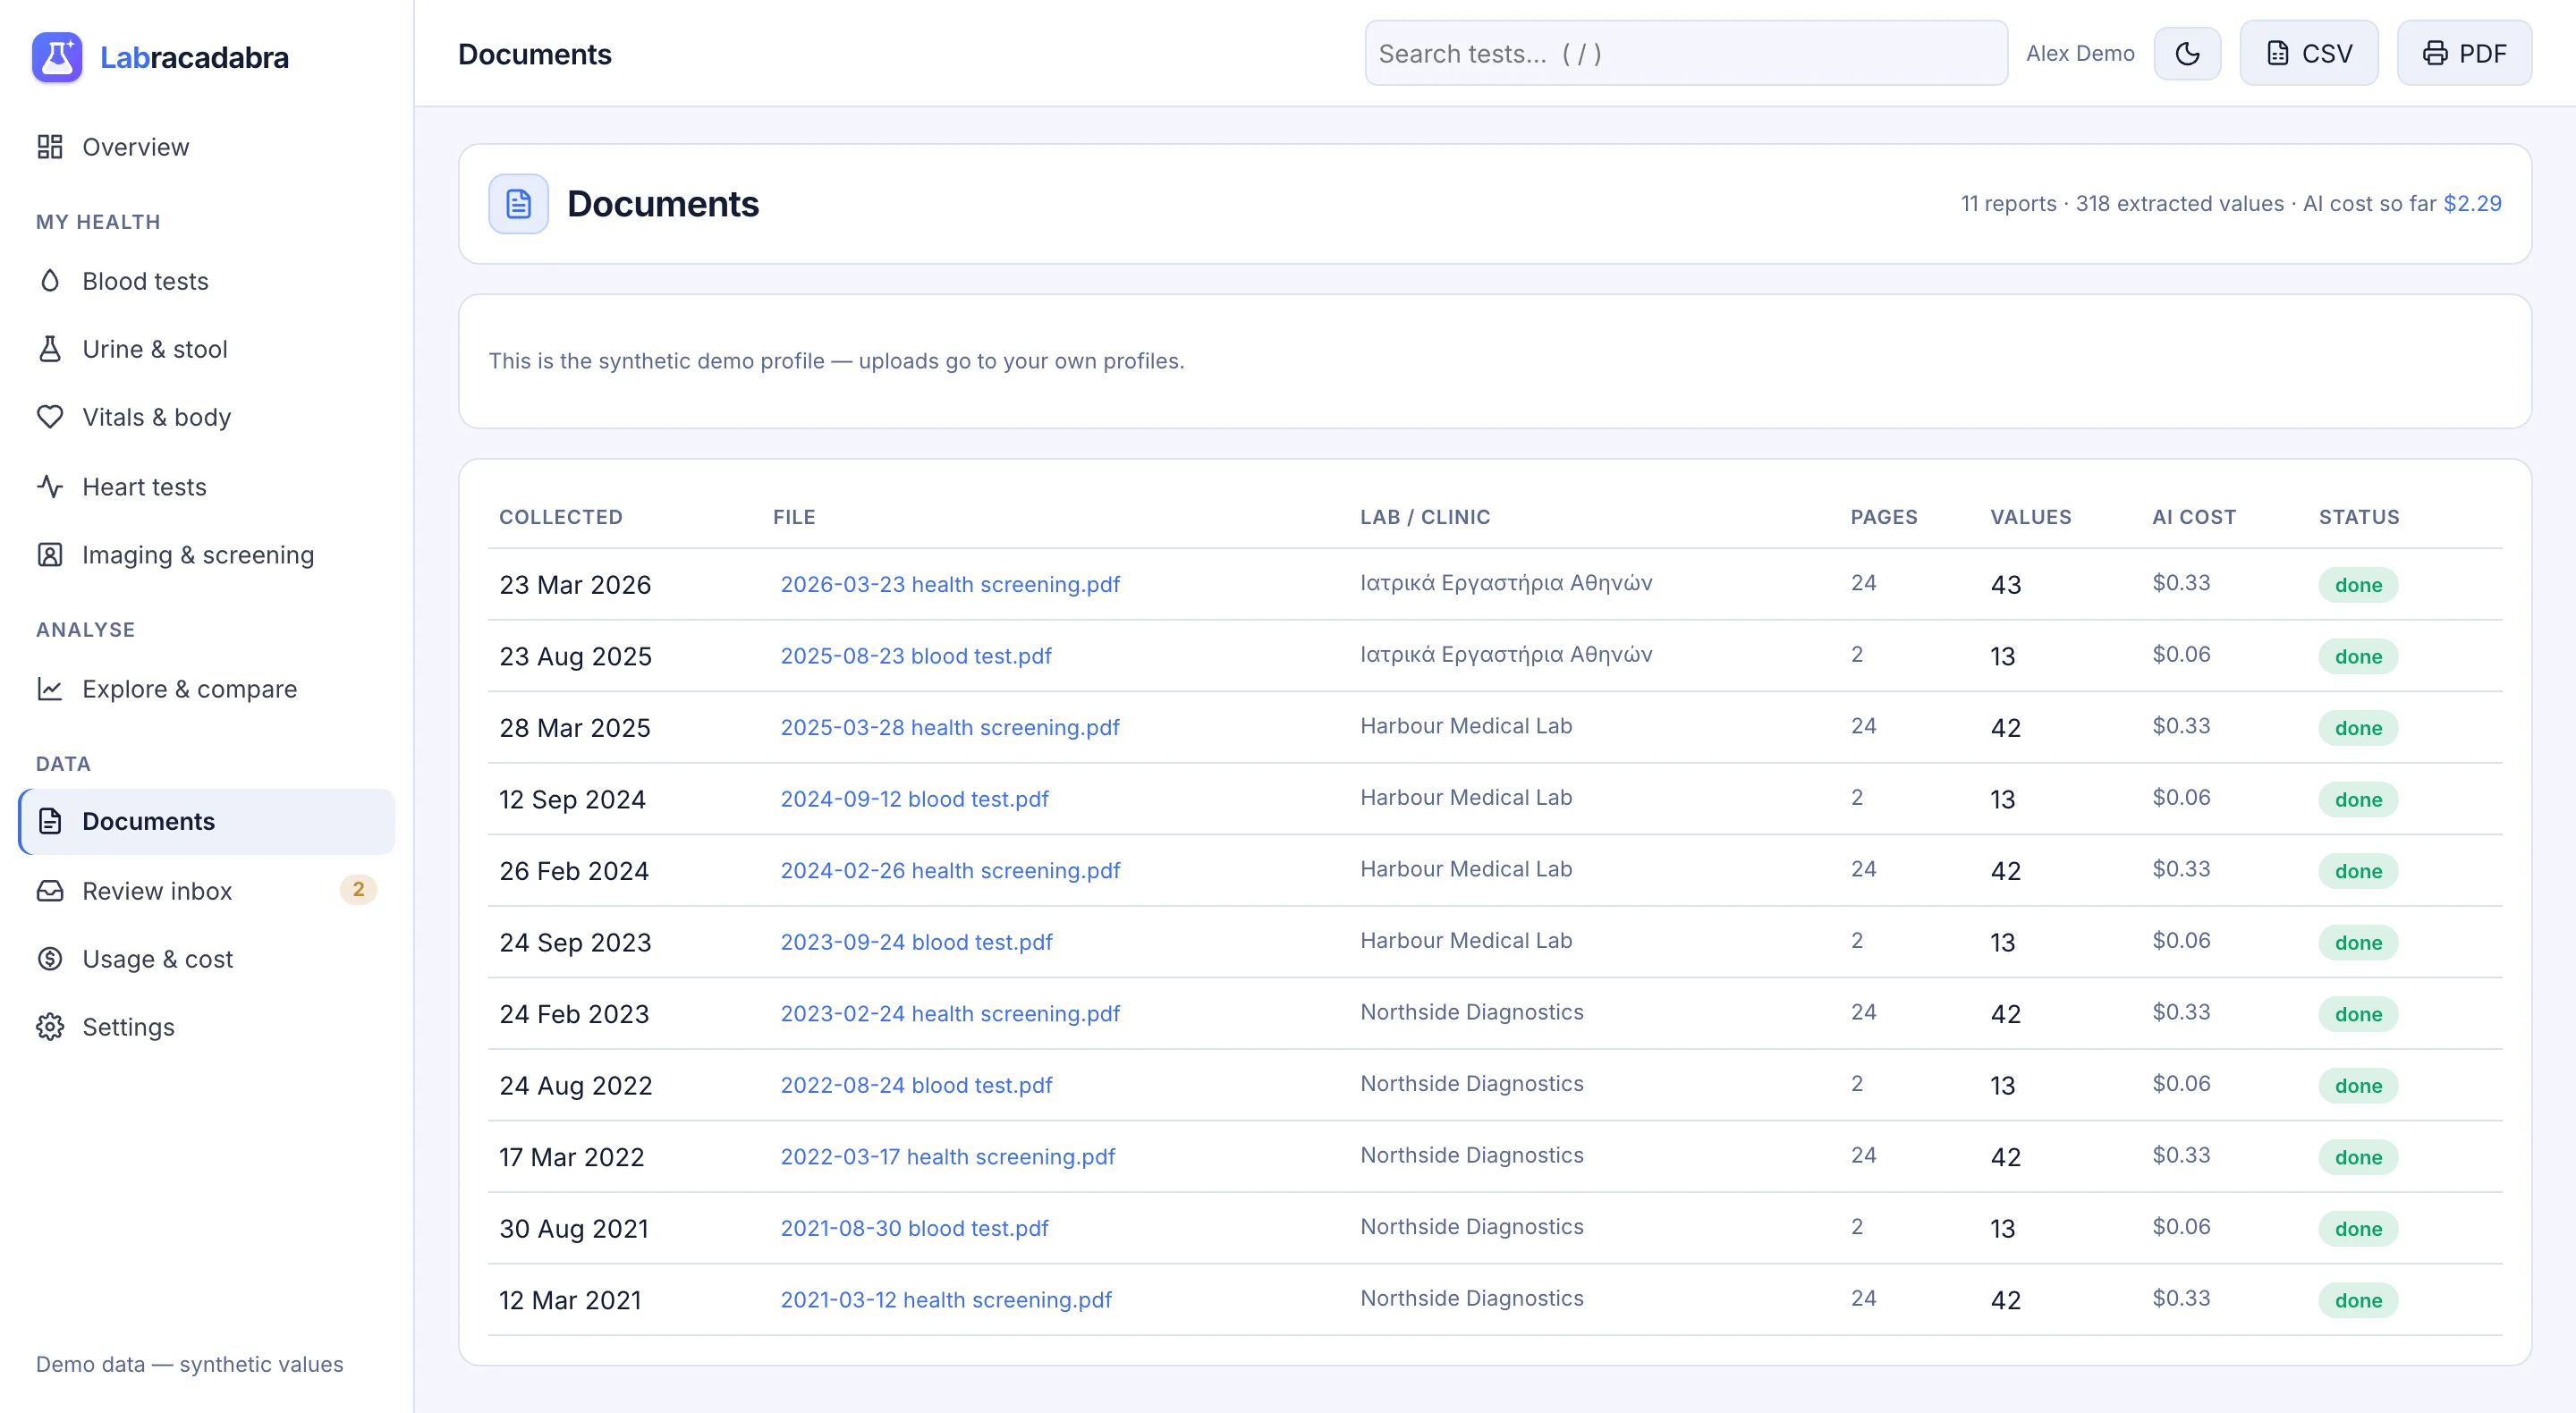 Labracadabra
Overview
MY HEALTH
Blood tests
Urine & stool
Vitals & body
Heart tests
Imaging & screening
ANALYSE
Explore & compare
DATA
Documents
Review inbox 2
Usage & cost
Settings
Demo data — synthetic values
Documents Search tests... ( / ) Alex Demo CSV PDF
Documents 11 reports · 318 extracted values · AI cost so far $2.29
This is the synthetic demo profile — uploads go to your own profiles.
COLLECTED FILE LAB / CLINIC PAGES VALUES AI COST STATUS
23 Mar 2026 2026-03-23 health screening.pdf Ιατρικά Εργαστήρια Αθηνών 24 43 $0.33 done
23 Aug 2025 2025-08-23 blood test.pdf Ιατρικά Εργαστήρια Αθηνών 2 13 $0.06 done
28 Mar 2025 2025-03-28 health screening.pdf Harbour Medical Lab 24 42 $0.33 done
12 Sep 2024 2024-09-12 blood test.pdf Harbour Medical Lab 2 13 $0.06 done
26 Feb 2024 2024-02-26 health screening.pdf Harbour Medical Lab 24 42 $0.33 done
24 Sep 2023 2023-09-24 blood test.pdf Harbour Medical Lab 2 13 $0.06 done
24 Feb 2023 2023-02-24 health screening.pdf Northside Diagnostics 24 42 $0.33 done
24 Aug 2022 2022-08-24 blood test.pdf Northside Diagnostics 2 13 $0.06 done
17 Mar 2022 2022-03-17 health screening.pdf Northside Diagnostics 24 42 $0.33 done
30 Aug 2021 2021-08-30 blood test.pdf Northside Diagnostics 2 13 $0.06 done
12 Mar 2021 2021-03-12 health screening.pdf Northside Diagnostics 24 42 $0.33 done